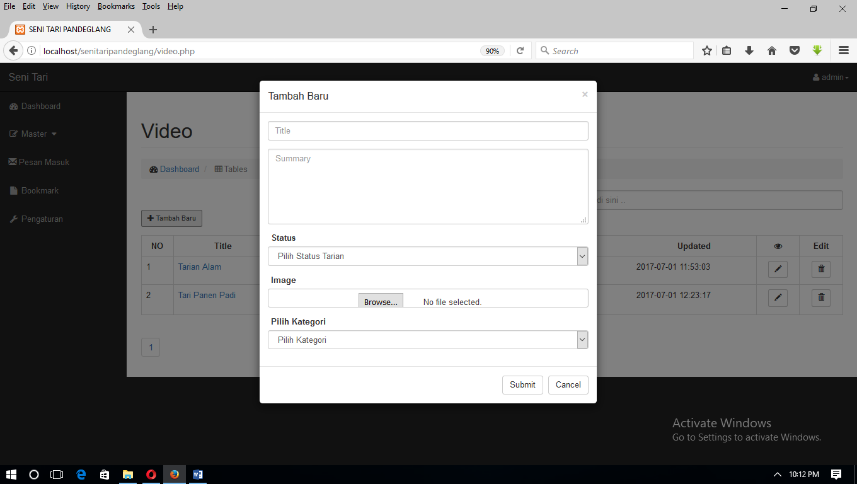 File Edit View History Bookmarks Tools Help
SENI TARI PANDEGLANG
localhost/senitaripandeglang/video.php
90%
Search
Seni Tari
admin
Dashboard
Master
Pesan Masuk
Bookmark
Pengaturan
Video
Dashboard / Tables
di sini ..
Tambah Baru
NO Title Updated Edit
1 Tarian Alam 2017-07-01 11:53:03
2 Tari Panen Padi 2017-07-01 12:23:17
1
Tambah Baru
×
Title
Summary
Status
Pilih Status Tarian
Image
Browse... No file selected.
Pilih Kategori
Pilih Kategori
Submit Cancel
Activate Windows
Go to Settings to activate Windows.
10:12 PM